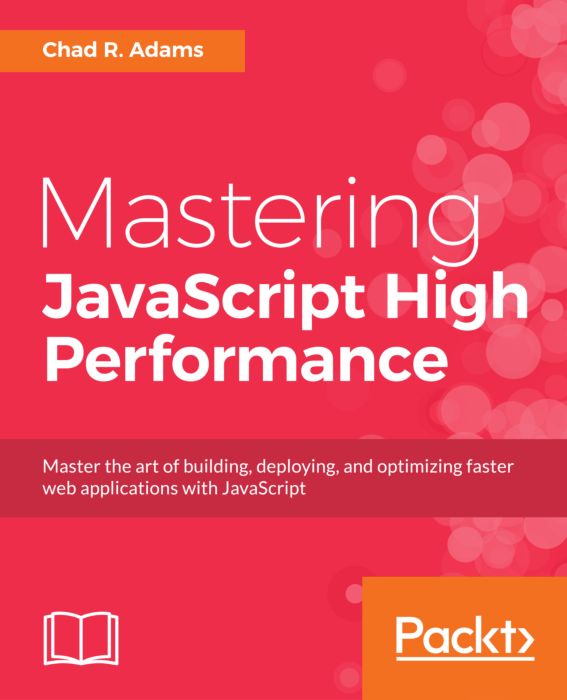 Chad R. Adams
Mastering
JavaScript High
Performance
Master the art of building, deploying, and optimizing faster
web applications with JavaScript
Packt>